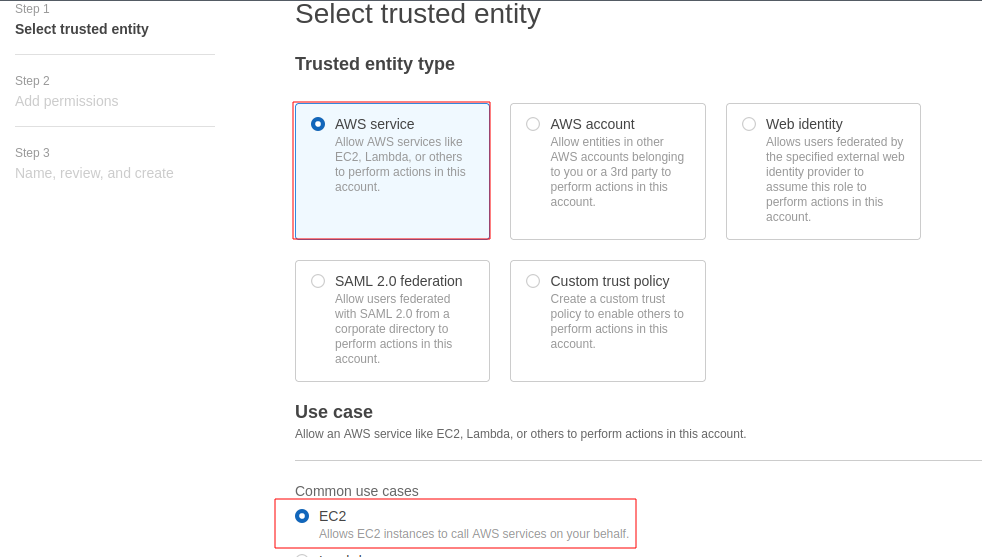 Step 1
Select trusted entity
Step 2
Add permissions
Step 3
Name, review, and create
Select trusted entity
Trusted entity type
AWS service
Allow AWS services like
EC2, Lambda, or others
to perform actions in this
account.
AWS account
Allow entities in other
AWS accounts belonging
to you or a 3rd party to
perform actions in this
account.
Web identity
Allows users federated by
the specified external web
identity provider to
assume this role to
perform actions in this
account.
SAML 2.0 federation
Allow users federated
with SAML 2.0 from a
corporate directory to
perform actions in this
account.
Custom trust policy
Create a custom trust
policy to enable others to
perform actions in this
account.
Use case
Allow an AWS service like EC2, Lambda, or others to perform actions in this account.
Common use cases
EC2
Allows EC2 instances to call AWS services on your behalf.